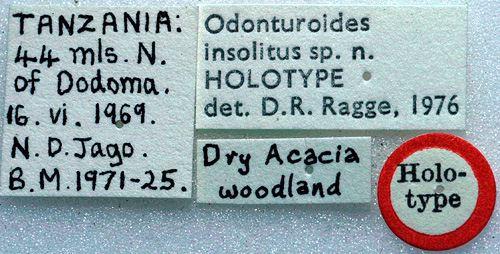 TANZANIA:
44 mls. N.
of Dodoma.
16. vi. 1969.
N. D. Jago.
B.M. 1971-25.
Odonturoides
insolitus sp. n.
HOLOTYPE
det. D.R. Ragge, 1976
Dry Acacia
woodland
Holo-
type